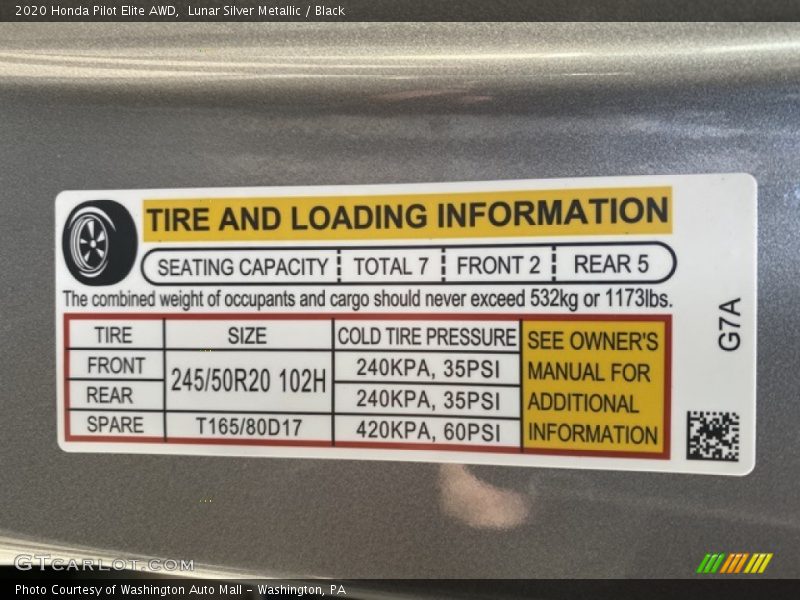 2020 Honda Pilot Elite AWD,  Lunar Silver Metallic / Black
TIRE AND LOADING INFORMATION
SEATING CAPACITY TOTAL 7 FRONT 2 REAR 5
The combined weight of occupants and cargo should never exceed 532kg or 1173lbs.
TIRE SIZE COLD TIRE PRESSURE
FRONT 245/50R20 102H 240KPA, 35PSI
REAR 240KPA, 35PSI
SPARE T165/80D17 420KPA, 60PSI
SEE OWNER'S
MANUAL FOR
ADDITIONAL
INFORMATION
G7A
GTCARLOT.COM
Photo Courtesy of Washington Auto Mall - Washington, PA